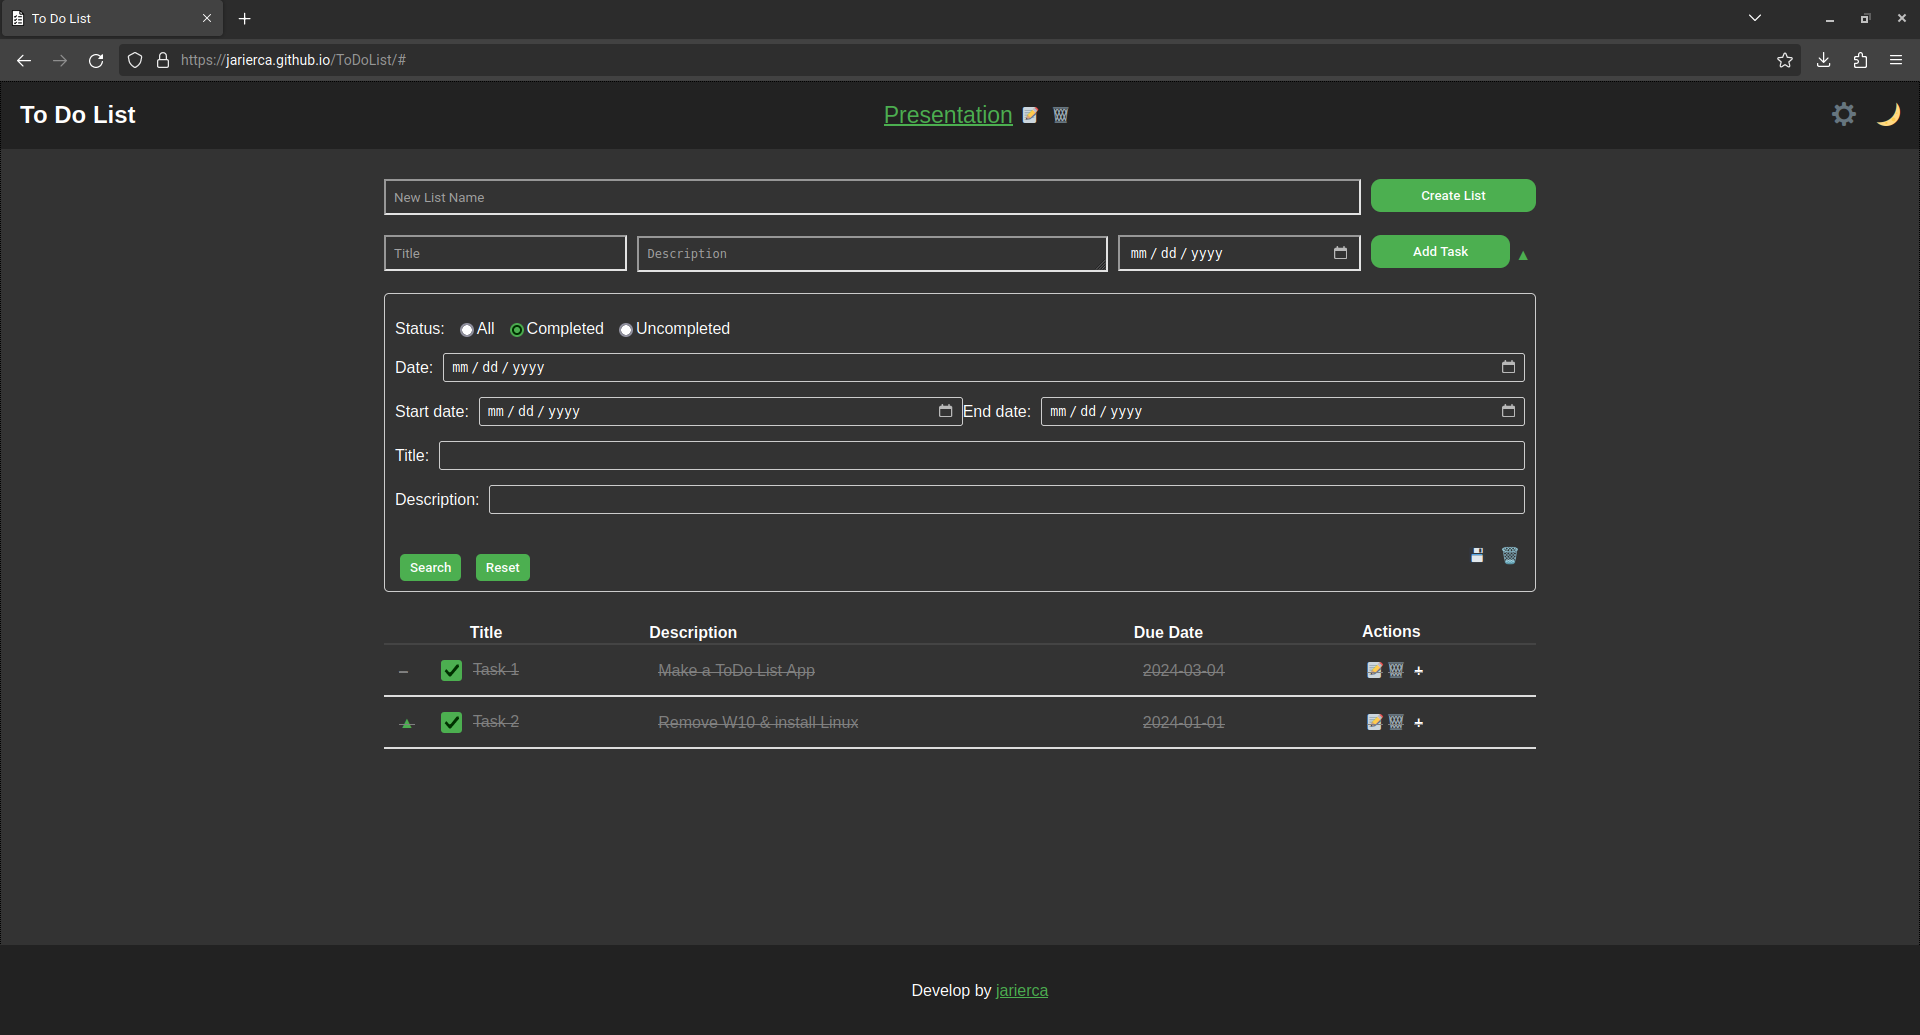 To Do List
https://jarierca.github.io/ToDoList/#
To Do List
Presentation
New List Name
Create List
Title
Description
mm / dd / yyyy
Add Task
Status:
All
Completed
Uncompleted
Date:
mm / dd / yyyy
Start date:
mm / dd / yyyy
End date:
mm / dd / yyyy
Title:
Description:
Search
Reset
Title
Description
Due Date
Actions
Task 1
Make a ToDo List App
2024-03-04
Task 2
Remove W10 & install Linux
2024-01-01
Develop by jarierca